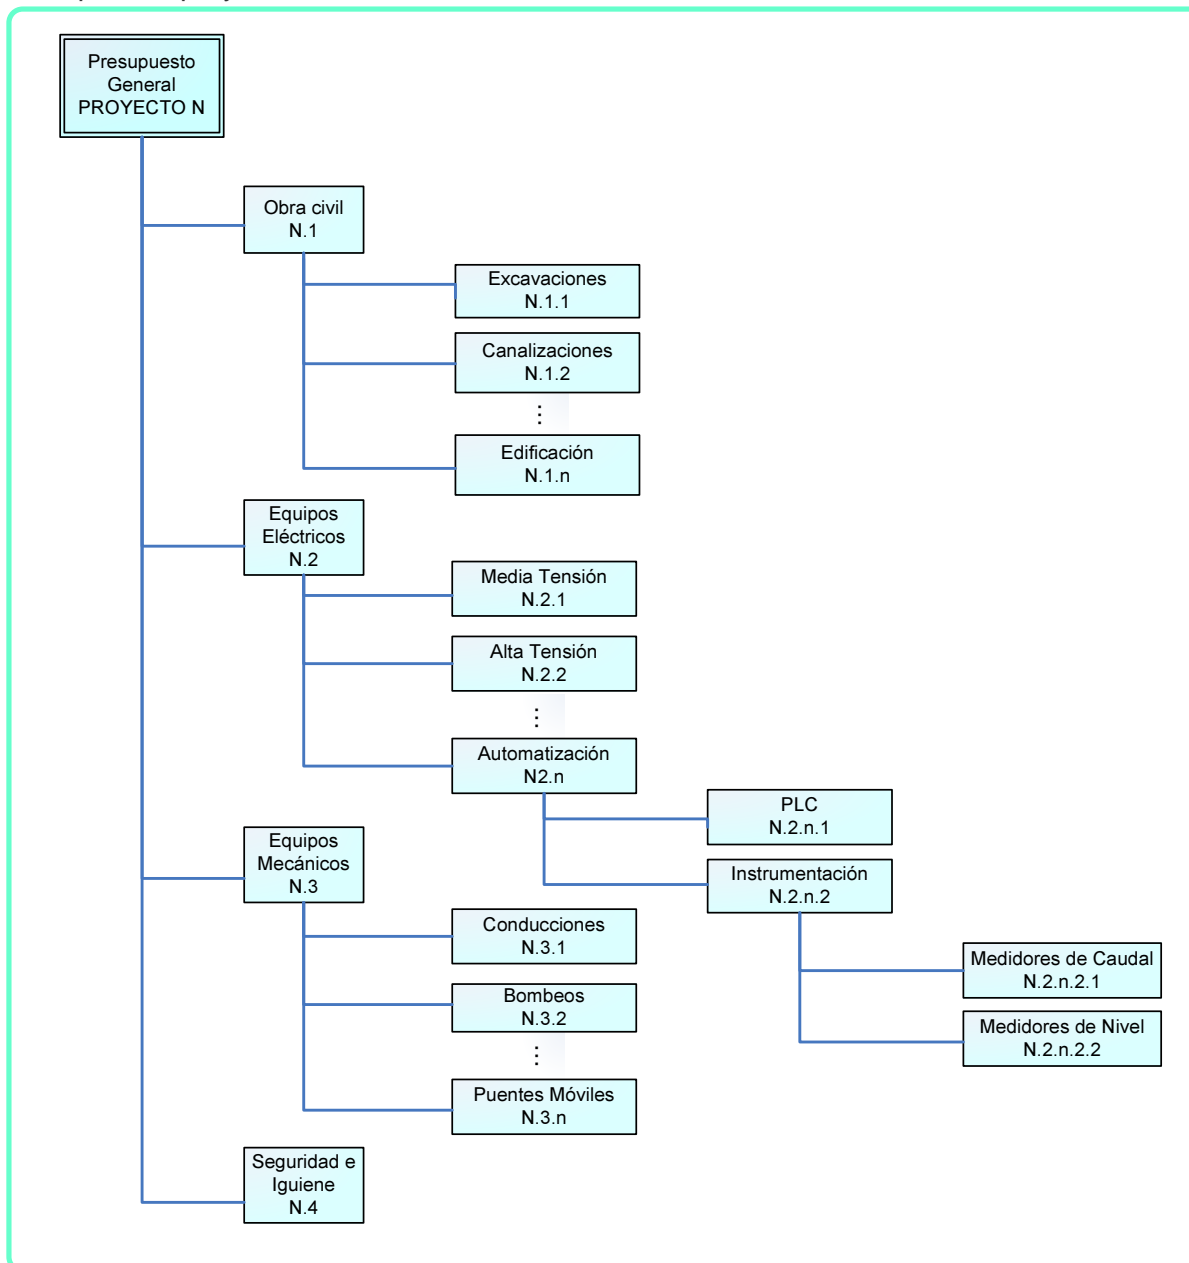 Presupuesto
General
PROYECTO N
Obra civil
N.1
Excavaciones
N.1.1
Canalizaciones
N.1.2
...
Edificación
N.1.n
Equipos
Eléctricos
N.2
Media Tensión
N.2.1
Alta Tensión
N.2.2
...
Automatización
N2.n
PLC
N.2.n.1
Instrumentación
N.2.n.2
Medidores de Caudal
N.2.n.2.1
Medidores de Nivel
N.2.n.2.2
Equipos
Mecánicos
N.3
Conducciones
N.3.1
Bombeos
N.3.2
...
Puentes Móviles
N.3.n
Seguridad e
Iguiene
N.4